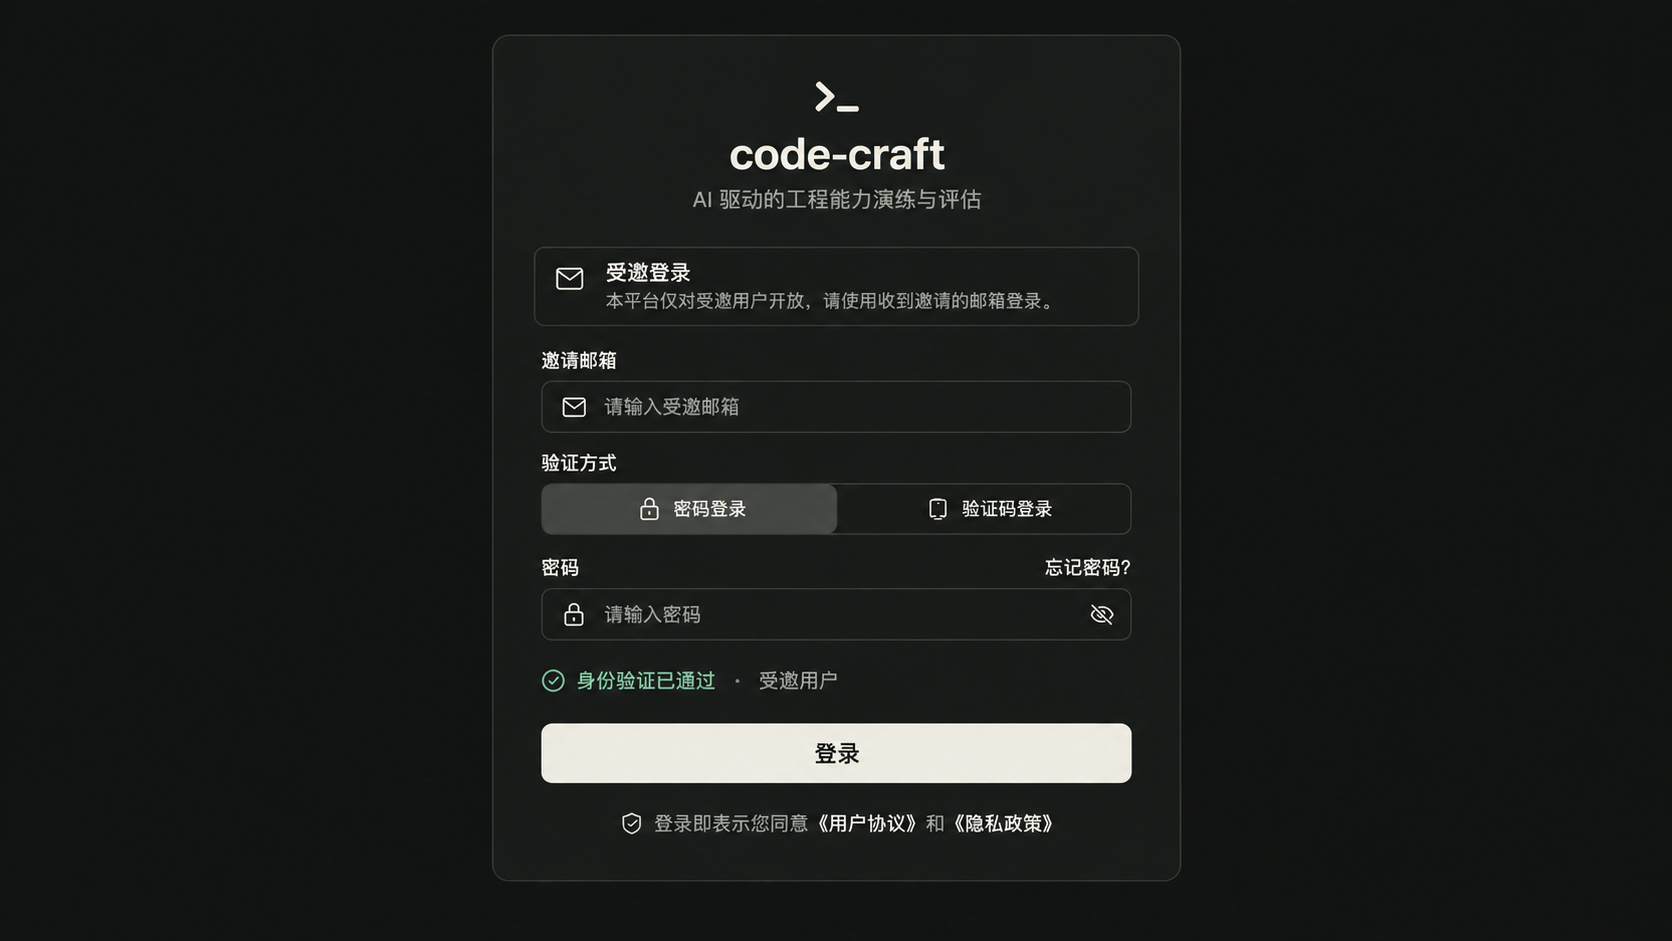 >_
code-craft
AI 驱动的工程能力演练与评估
受邀登录
本平台仅对受邀用户开放，请使用收到邀请的邮箱登录。
邀请邮箱
请输入受邀邮箱
验证方式
密码登录 验证码登录
密码 忘记密码?
请输入密码
身份验证已通过 · 受邀用户
登录
登录即表示您同意《用户协议》和《隐私政策》